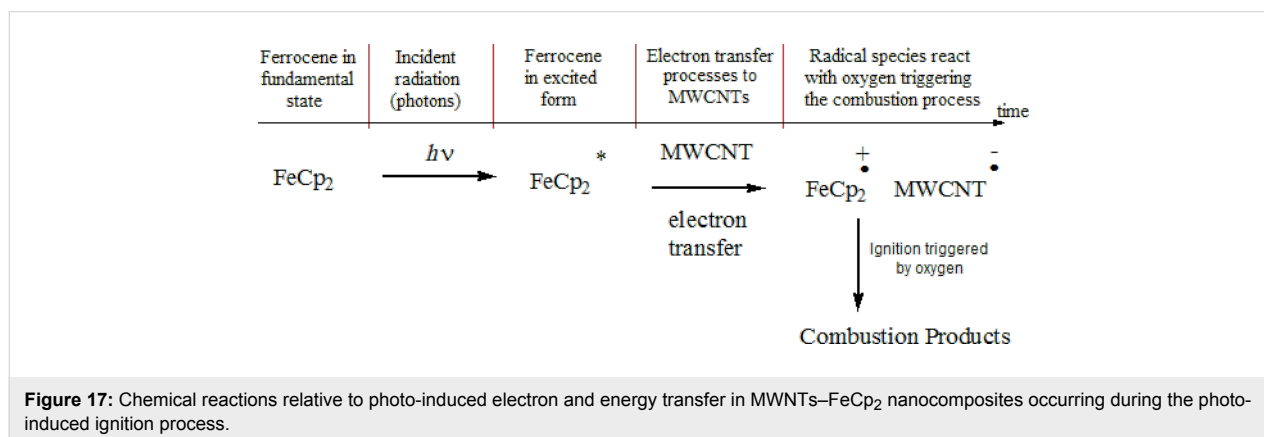 Ferrocene in
fundamental
state
Incident
radiation
(photons)
Ferrocene
in excited
form
Electron transfer
processes to
MWCNTs
Radical species react
with oxygen triggering
the combustion process
time
FeCp₂
hν
FeCp₂ *
MWCNT
electron
transfer
FeCp₂ + •
MWCNT - •
Ignition triggered
by oxygen
Combustion Products
Figure 17: Chemical reactions relative to photo-induced electron and energy transfer in MWNTs–FeCp₂ nanocomposites occurring during the photo-
induced ignition process.